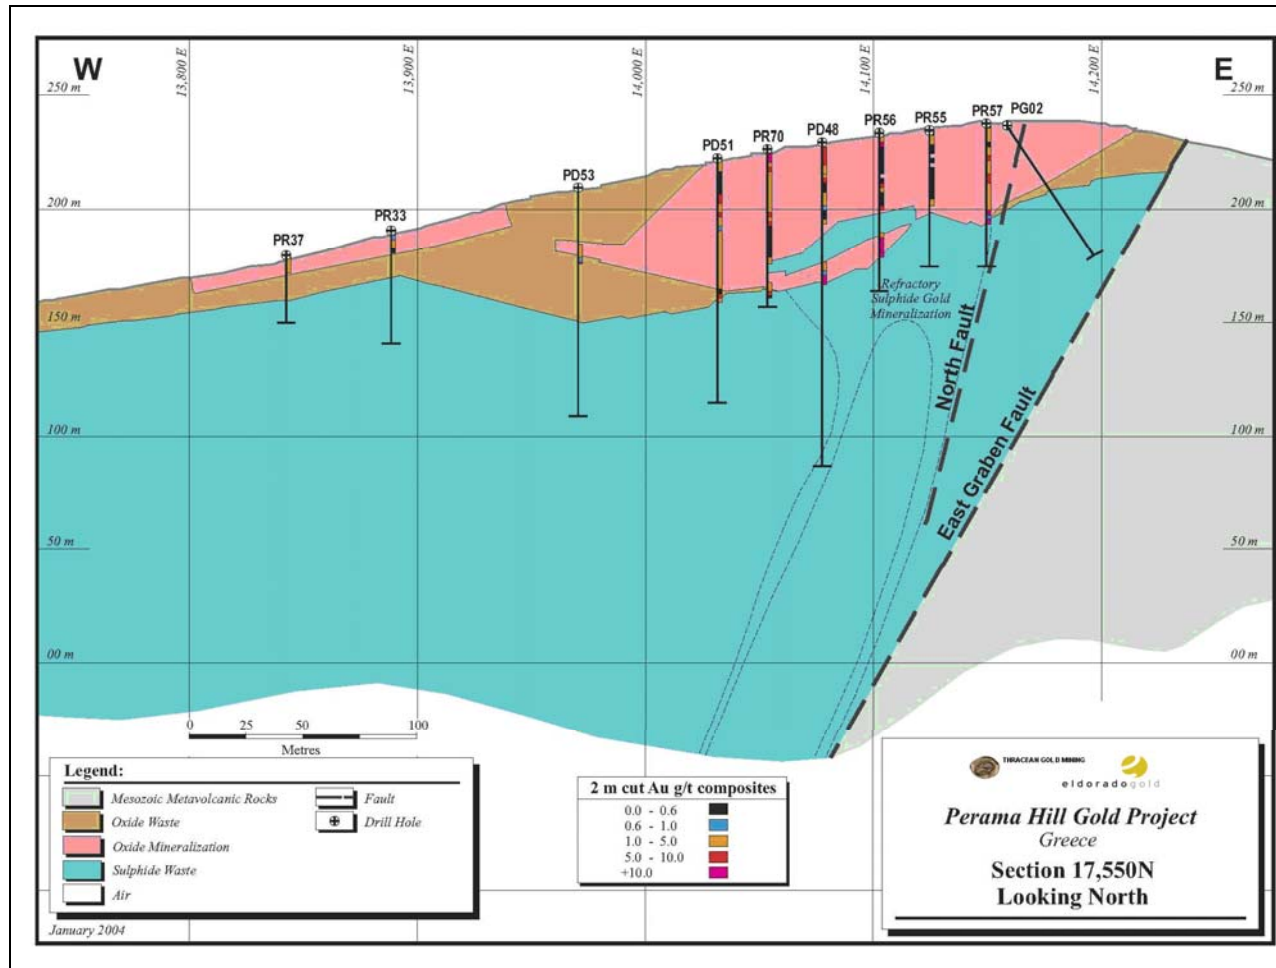 W
13,800 E
13,900 E
14,000 E
14,100 E
14,200 E
E
250 m
250 m
PD51
PR70
PD48
PR56
PR55
PR57
PG02
PD53
200 m
200 m
PR33
PR37
Refractory
Sulphide Gold
Mineralization
150 m
150 m
North Fault
East Graben Fault
100 m
100 m
50 m
50 m
00 m
00 m
0 25 50 100
Metres
Legend:
Mesozoic Metavolcanic Rocks
Oxide Waste
Oxide Mineralization
Sulphide Waste
Air
Fault
Drill Hole
January 2004
2 m cut Au g/t composites
0.0 - 0.6
0.6 - 1.0
1.0 - 5.0
5.0 - 10.0
+10.0
THRACEAN GOLD MINING
eldoradogold
Perama Hill Gold Project
Greece
Section 17,550N
Looking North